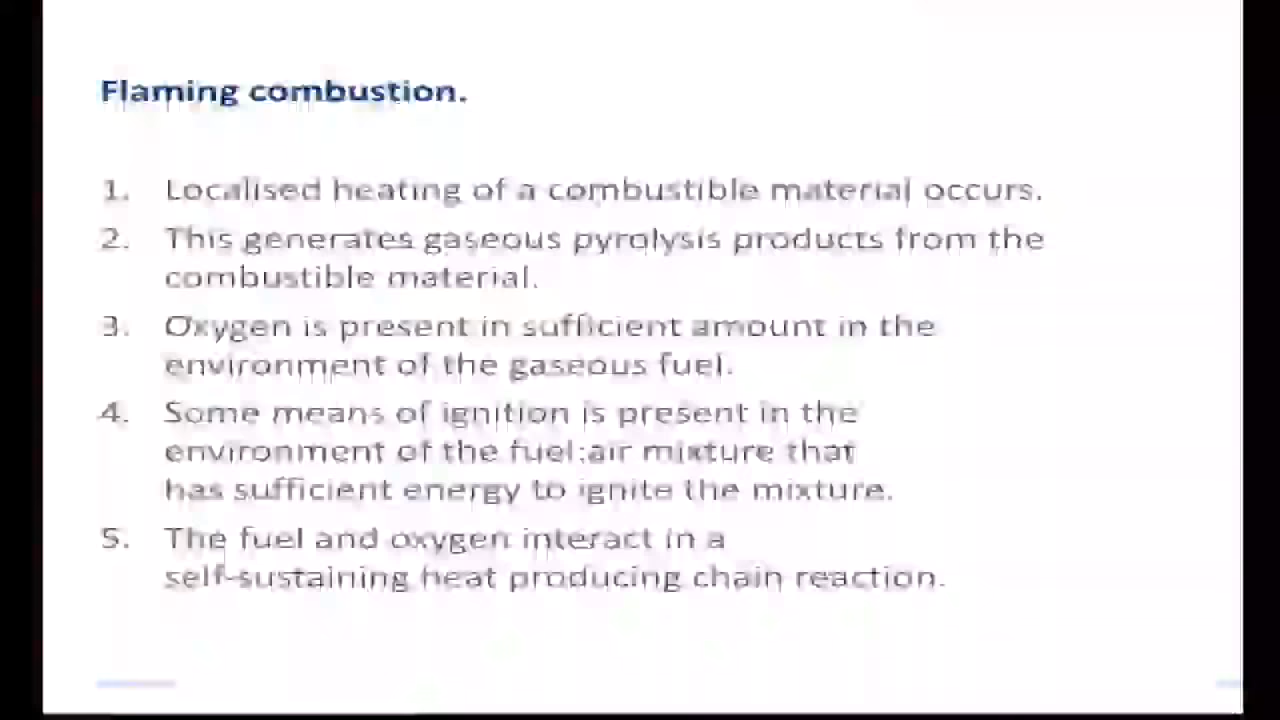 Flaming combustion.
1. Localised heating of a combustible material occurs.
2. This generates gaseous pyrolysis products from the
combustible material.
3. Oxygen is present in sufficient amount in the
environment of the gaseous fuel.
4. Some means of ignition is present in the
environment of the fuel:air mixture that
has sufficient energy to ignite the mixture.
5. The fuel and oxygen interact in a
self-sustaining heat producing chain reaction.